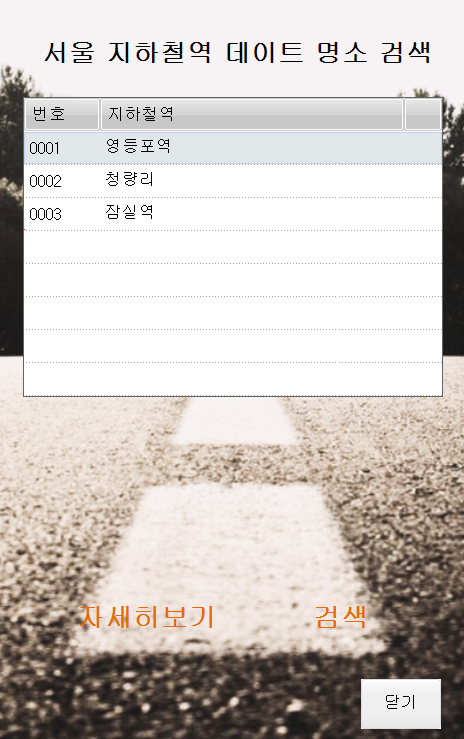 서울 지하철역 데이트 명소 검색
번호 지하철역
0001 영등포역
0002 청량리
0003 잠실역
자세히보기 검색
닫기